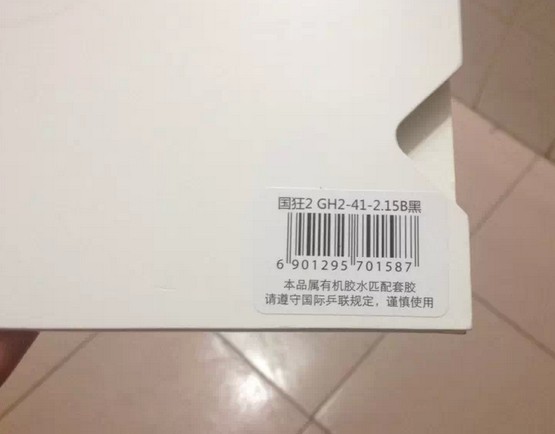 国狂2 GH2-41-2.15B黑
6 901295 701587
本品属有机胶水匹配套胶
请遵守国际乒联规定，谨慎使用